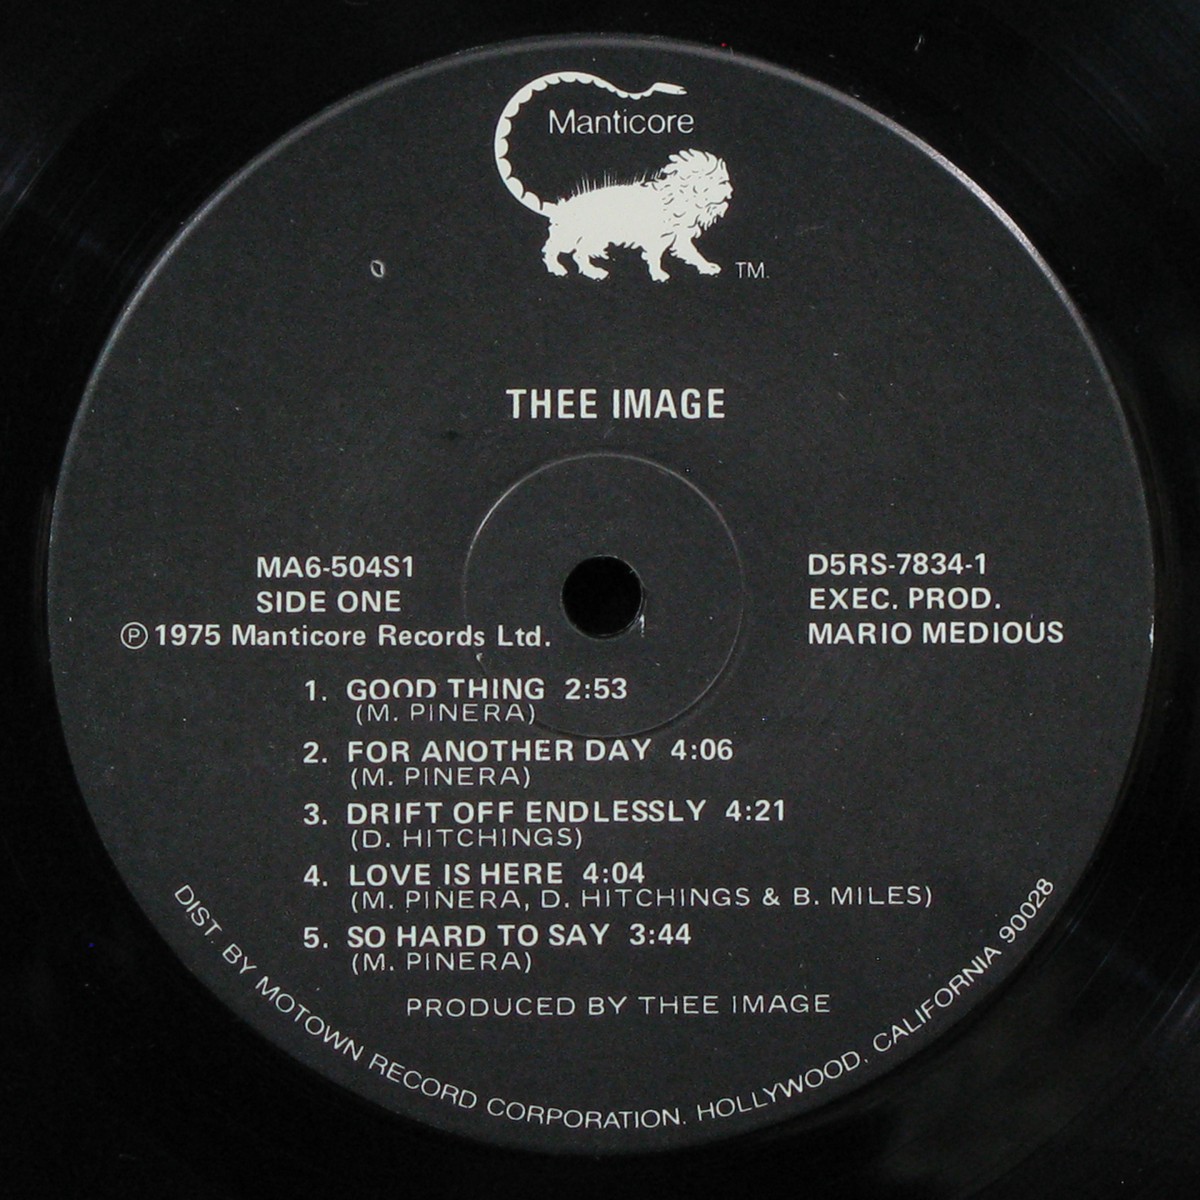 Manticore
TM.
THEE IMAGE
MA6-504S1
SIDE ONE
Ⓟ 1975 Manticore Records Ltd.
D5RS-7834-1
EXEC. PROD.
MARIO MEDIOUS
1. GOOD THING 2:53
(M. PINERA)
2. FOR ANOTHER DAY 4:06
(M. PINERA)
3. DRIFT OFF ENDLESSLY 4:21
(D. HITCHINGS)
4. LOVE IS HERE 4:04
(M. PINERA, D. HITCHINGS & B. MILES)
5. SO HARD TO SAY 3:44
(M. PINERA)
PRODUCED BY THEE IMAGE
DIST. BY MOTOWN RECORD CORPORATION. HOLLYWOOD. CALIFORNIA 90028